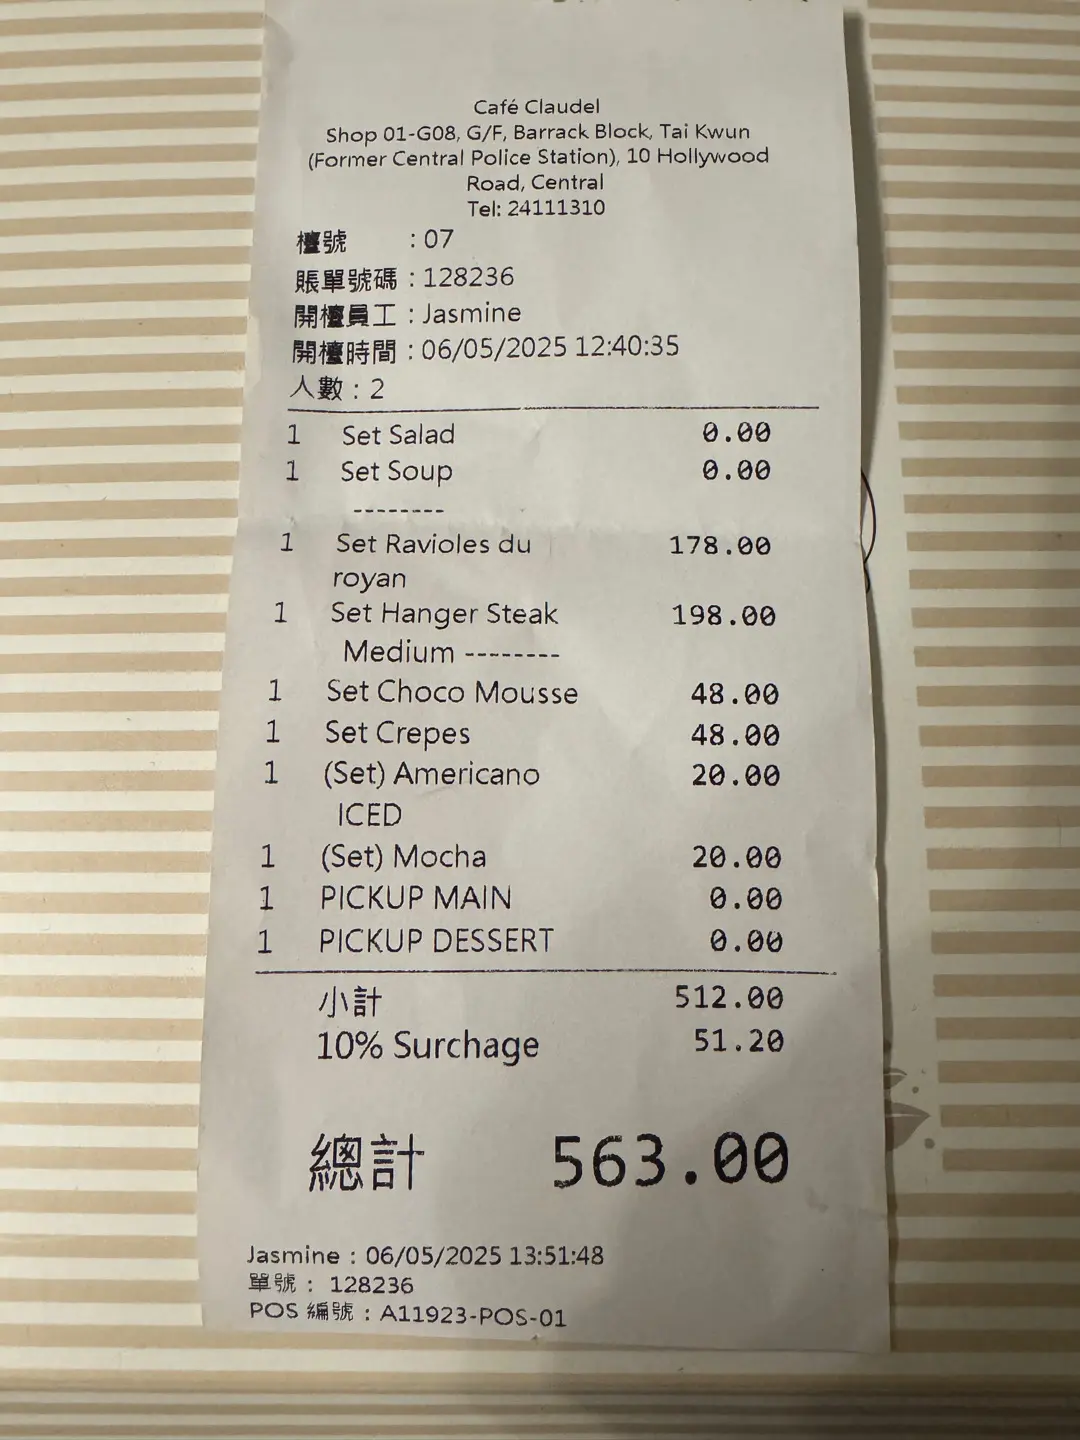 Café Claudel
Shop 01-G08, G/F, Barrack Block, Tai Kwun
(Former Central Police Station), 10 Hollywood
Road, Central
Tel: 24111310
檯號 : 07
賬單號碼 : 128236
開檯員工 : Jasmine
開檯時間 : 06/05/2025 12:40:35
人數 : 2
1 Set Salad 0.00
1 Set Soup 0.00
--------
1 Set Ravioles du 178.00
royan
1 Set Hanger Steak 198.00
Medium --------
1 Set Choco Mousse 48.00
1 Set Crepes 48.00
1 (Set) Americano 20.00
ICED
1 (Set) Mocha 20.00
1 PICKUP MAIN 0.00
1 PICKUP DESSERT 0.00
小計 512.00
10% Surchage 51.20
總計 563.00
Jasmine : 06/05/2025 13:51:48
單號 : 128236
POS 編號 : A11923-POS-01